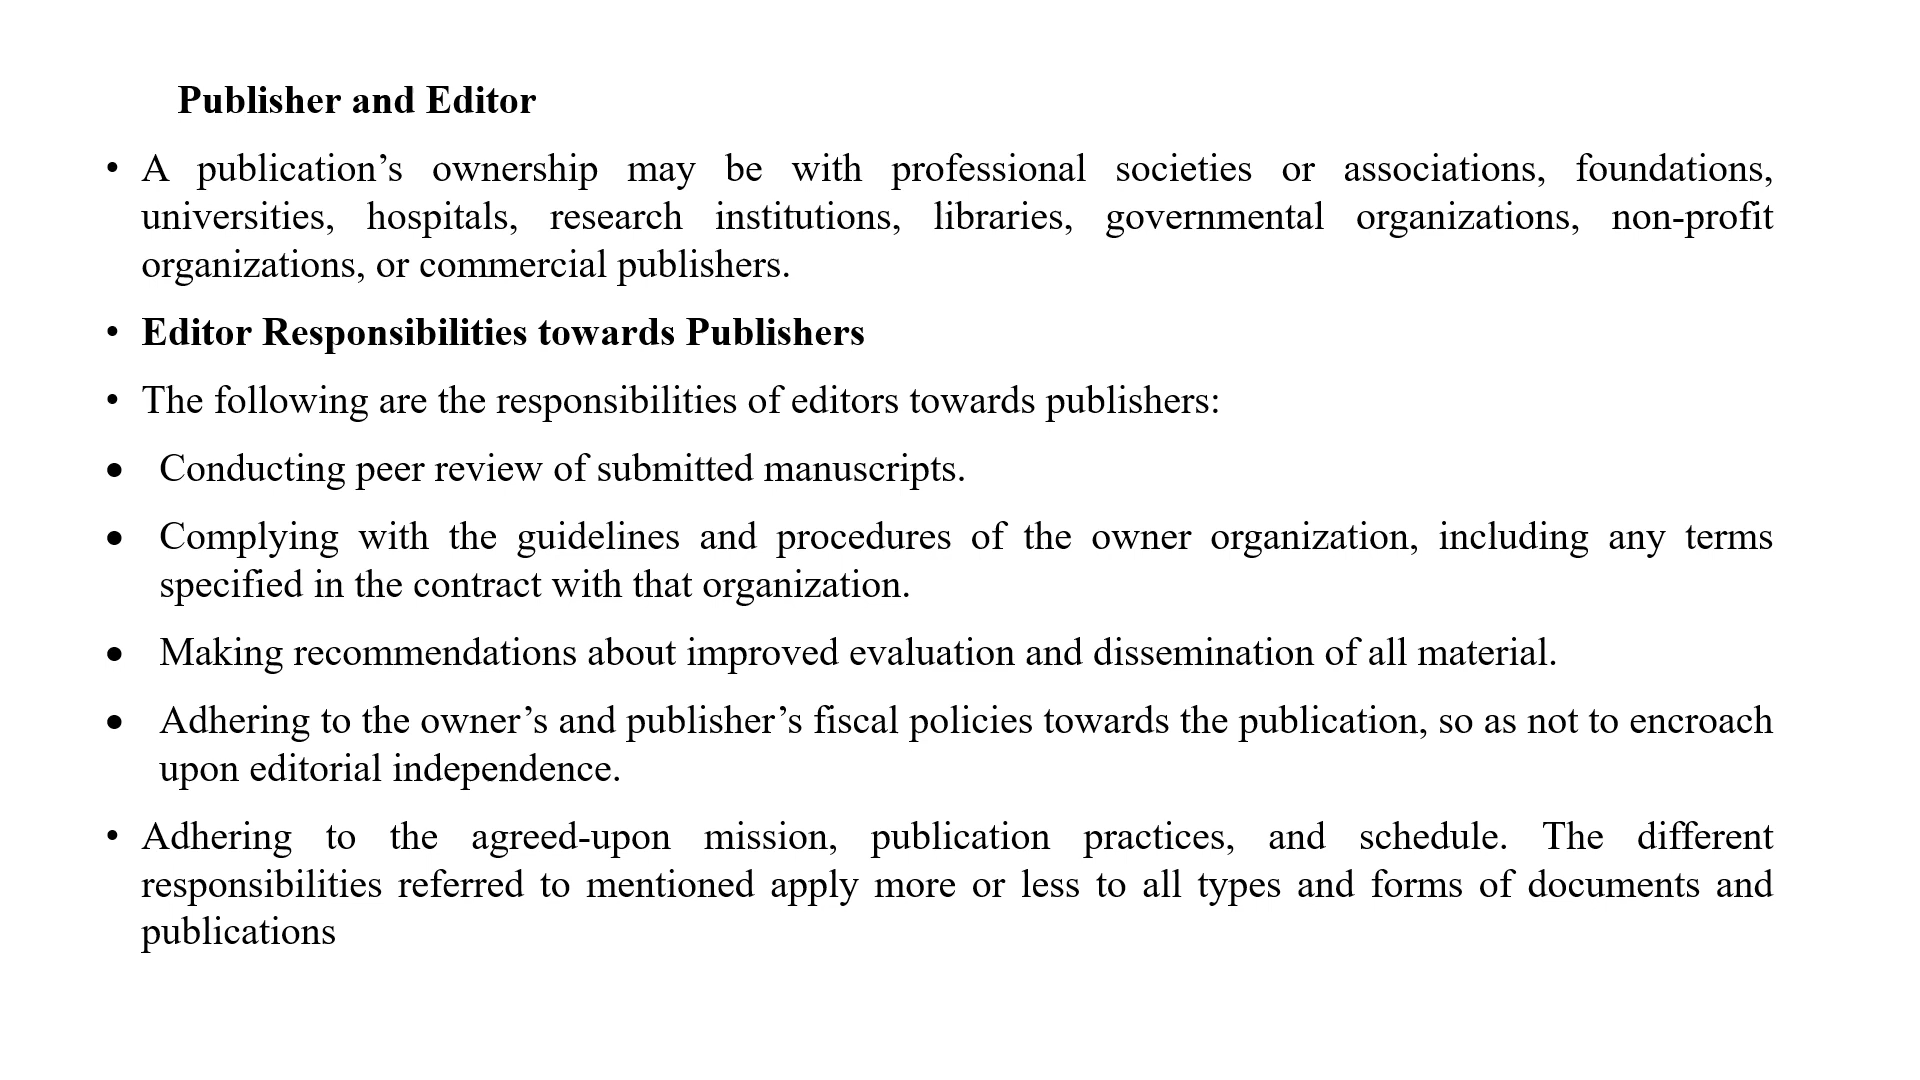 Publisher and Editor
• A publication’s ownership may be with professional societies or associations, foundations,
universities, hospitals, research institutions, libraries, governmental organizations, non-profit
organizations, or commercial publishers.
• Editor Responsibilities towards Publishers
• The following are the responsibilities of editors towards publishers:
• Conducting peer review of submitted manuscripts.
• Complying with the guidelines and procedures of the owner organization, including any terms
specified in the contract with that organization.
• Making recommendations about improved evaluation and dissemination of all material.
• Adhering to the owner’s and publisher’s fiscal policies towards the publication, so as not to encroach
upon editorial independence.
• Adhering to the agreed-upon mission, publication practices, and schedule. The different
responsibilities referred to mentioned apply more or less to all types and forms of documents and
publications